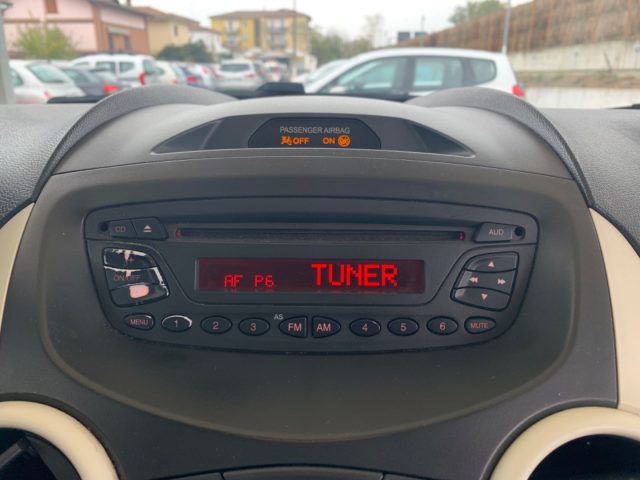 PASSENGER AIRBAG
OFF ON
CD AUD
ON/OFF
AF P6 TUNER
AS
MENU 1 2 3 FM AM 4 5 6 MUTE